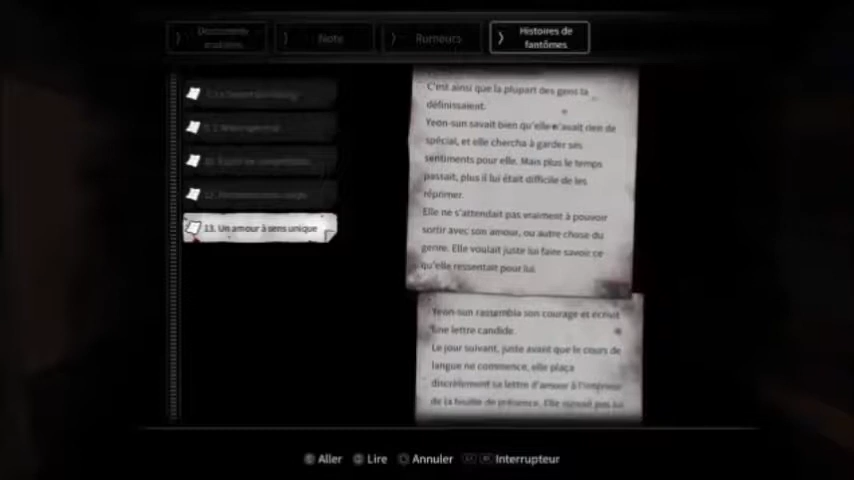 Documents
Note
Rumeurs
Histoires de
fantômes
13. Un amour à sens unique
C'est ainsi que la plupart des gens la
définissaient.
Yeon-sun savait bien qu'elle n'avait rien de
spécial, et elle chercha à garder ses
sentiments pour elle. Mais plus le temps
passait, plus il lui était difficile de les
réprimer.
Elle ne s'attendait pas vraiment à pouvoir
sortir avec son amour, ou autre chose du
genre. Elle voulait juste lui faire savoir ce
qu'elle ressentait pour lui.
Yeon-sun rassembla son courage et écrivit
une lettre candide.
Le jour suivant, juste avant que le cours de
langue ne commence, elle plaça
discrètement sa lettre d'amour à l'intérieur
de la feuille de présence. Elle pas lui
Aller
Lire
Annuler
Interrupteur